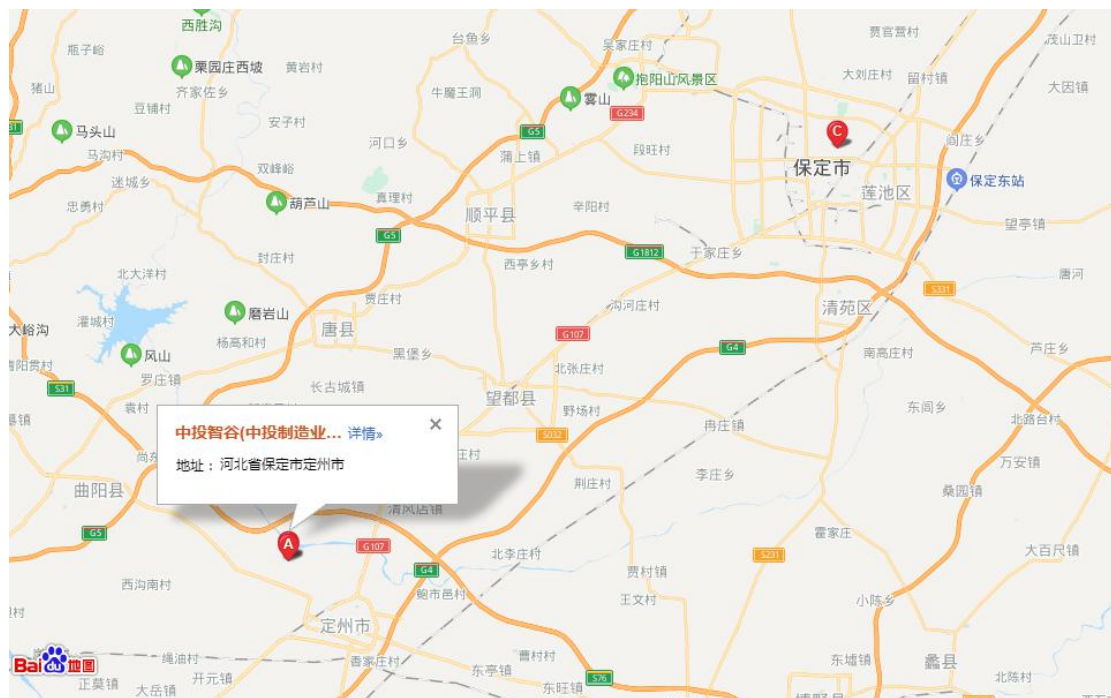 西胜沟
瓶子峪
台鱼乡
吴家庄村
贾官营村
茂山卫村
栗园庄西坡
黄岩村
抱阳山风景区
大刘庄村
留村镇
大因镇
猪山
齐家佐乡
牛魔王洞
雾山
豆铺村
G234
安子村
G5
C
马头山
河口乡
蒲上镇
段旺村
阎庄乡
马沟村
双峰峪
保定市
保定东站
迷城乡
莲池区
忠勇村
葫芦山
真理村
顺平县
辛阳村
望亭镇
G5
封庄村
西亭乡村
G1812
于家庄乡
北大洋村
唐河
贾庄村
S331
灌城村
磨岩山
沟河庄村
清苑区
大峪沟
唐县
G107
杨高和村
黑堡乡
G4
南高庄村
芦庄乡
风山
北张庄村
罗庄镇
S31
长古城镇
望都县
袁村
野场村
东闾乡
北路台村
中投智谷(中投制造业... 详情»
冉庄镇
S032
地址：河北省保定市定州市
万安镇
李庄乡
荆庄村
桑园镇
曲阳县
清风店镇
G5
A
G107
北李庄村
S231
霍家庄
大百尺镇
西沟南村
G4
贾村镇
鲍市邑村
王文村
小陈乡
定州市
Bai du 地图
绳油村
香家庄村
曹村村
东墟镇
蠡县
正莫镇
开元镇
东亭镇
S76
北陈村
大岳镇
东旺镇
博野县